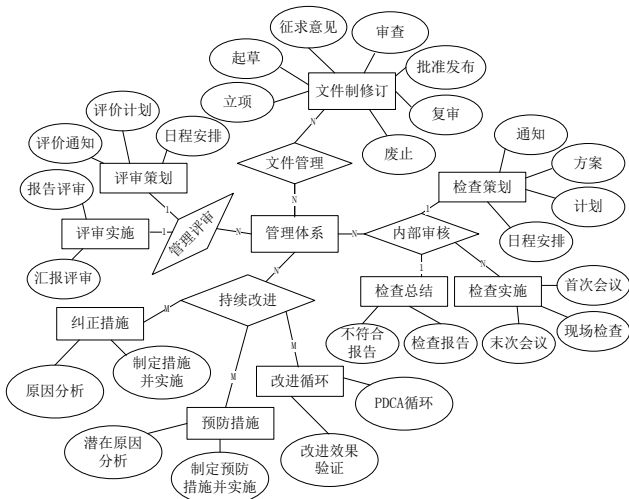 征求意见
审查
起草
批准发布
文件制修订
立项
复审
N
废止
评价计划
评价通知
日程安排
评审策划
文件管理
通知
方案
检查策划
计划
报告评审
1
N
1
日程安排
评审实施
1
管理评审
N
管理体系
N
内部审核
汇报评审
N
1
N
持续改进
检查总结
检查实施
首次会议
M
纠正措施
不符合
报告
检查报告
末次会议
现场检查
制定措施
并实施
M
M
改进循环
原因分析
PDCA循环
预防措施
潜在原因
分析
改进效果
验证
制定预防
措施并实施